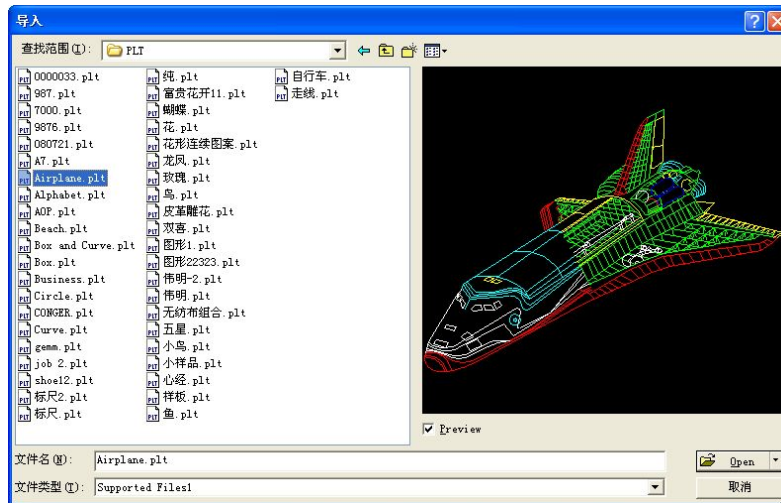 导入
查找范围(I):
PLT
0000033.plt
987.plt
7000.plt
9876.plt
080721.plt
A7.plt
Airplane.plt
Alphabet.plt
AOP.plt
Beach.plt
Box and Curve.plt
Box.plt
Business.plt
Circle.plt
CONGER.plt
Curve.plt
gemm.plt
job 2.plt
shoe12.plt
标尺2.plt
标尺.plt
纯.plt
富贵花开11.plt
蝴蝶.plt
花.plt
花形连续图案.plt
龙凤.plt
玫瑰.plt
鸟.plt
皮革雕花.plt
双喜.plt
图形1.plt
图形22323.plt
伟明-2.plt
伟明.plt
无纺布组合.plt
五星.plt
小鸟.plt
小样品.plt
心经.plt
样板.plt
鱼.plt
自行车.plt
走线.plt
Preview
文件名(N):
Airplane.plt
Open
文件类型(T):
Supported Files1
取消